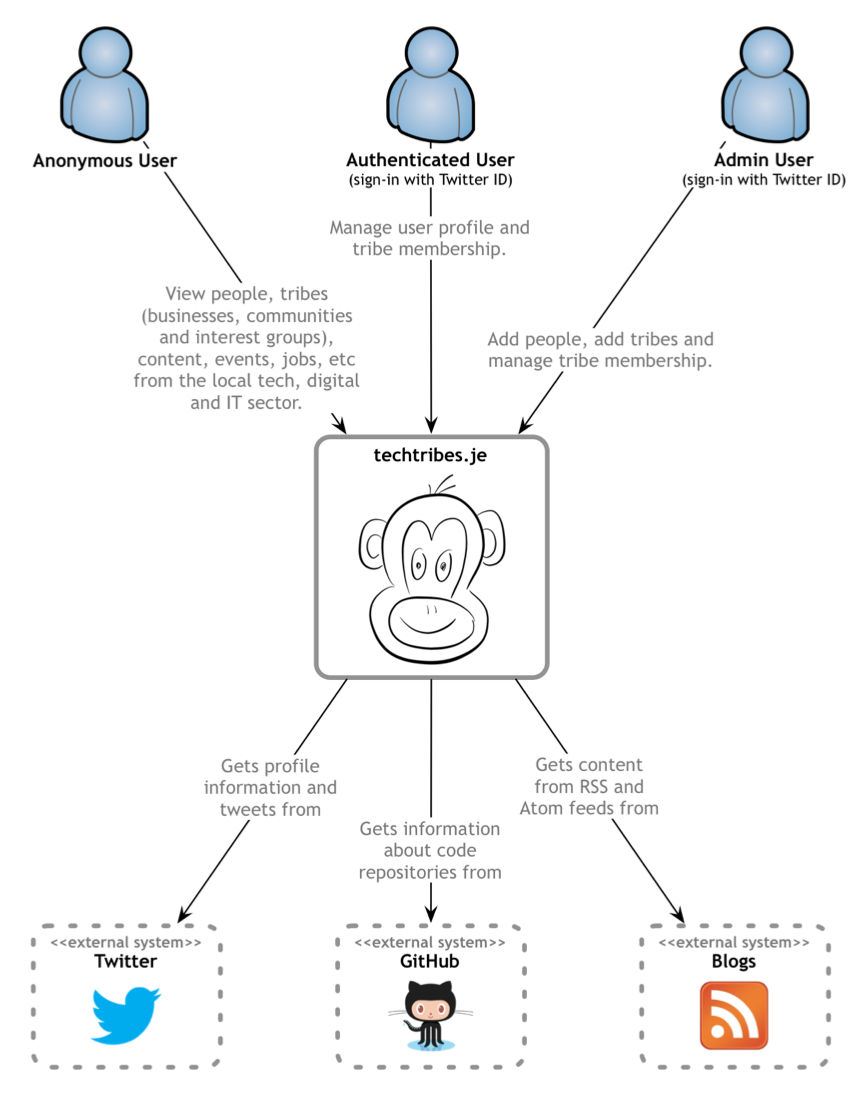 Anonymous User
Authenticated User
(sign-in with Twitter ID)
Admin User
(sign-in with Twitter ID)
Manage user profile and
tribe membership.
View people, tribes
(businesses, communities
and interest groups),
content, events, jobs, etc
from the local tech, digital
and IT sector.
Add people, add tribes and
manage tribe membership.
techtribes.je
Gets profile
information and
tweets from
Gets information
about code
repositories from
Gets content
from RSS and
Atom feeds from
<<external system>>
Twitter
<<external system>>
GitHub
<<external system>>
Blogs